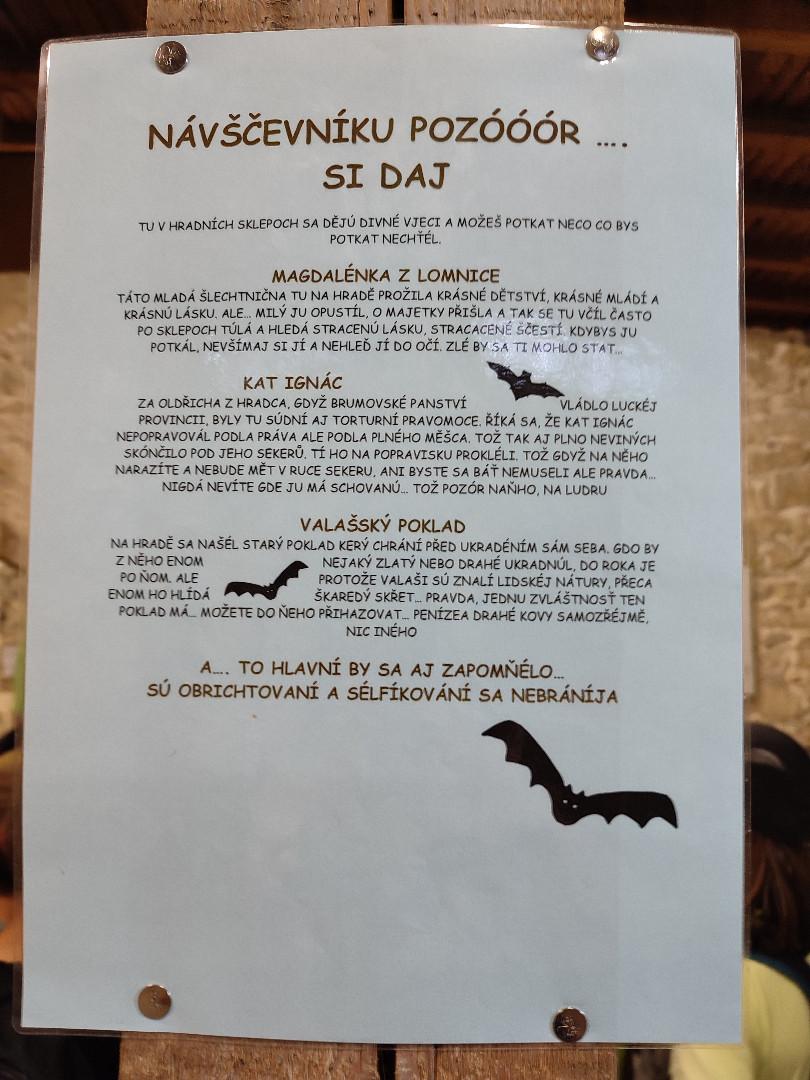 NÁVŠČEVNÍKU POZÓÓÓR ....
SI DAJ
TU V HRADNÍCH SKLEPOCH SA DĚJÚ DIVNÉ VJECI A MOŽEŠ POTKAT NECO CO BYS
POTKAT NECHŤÉL.
MAGDALÉNKA Z LOMNICE
TÁTO MLADÁ ŠLECHTNIČNA TU NA HRADĚ PROŽILA KRÁSNÉ DĚTSTVÍ, KRÁSNÉ MLÁDÍ A
KRÁSNÚ LÁSKU. ALE... MILÝ JU OPUSTÍL, O MAJETKY PŘIŠLA A TAK SE TU VČÍL ČASTO
PO SKLEPOCH TÚLÁ A HLEDÁ STRACENÚ LÁSKU, STRACACENÉ ŠČESTÍ. KDYBYS JU
POTKÁL, NEVŠÍMAJ SI JÍ A NEHLEĎ JÍ DO OČÍ. ZLÉ BY SA TI MOHLO STAT...
KAT IGNÁC
ZA OLDŘICHA Z HRADCA, GDYŽ BRUMOVSKÉ PANSTVÍ VLÁDLO LUCKÉJ
PROVINCII, BYLY TU SÚDNÍ AJ TORTURNÍ PRAVOMOCE. ŘÍKÁ SA, ŽE KAT IGNÁC
NEPOPRAVOVÁL PODLA PRÁVA ALE PODLA PLNÉHO MĚŠCA. TOŽ TAK AJ PLNO NEVINÝCH
SKÓNČILO POD JEHO SEKERŮ. TÍ HO NA POPRAVISKU PROKLÉLI. TOŽ GDYŽ NA NĚHO
NARAZÍTE A NEBUDE MĚT V RUCE SEKERU, ANI BYSTE SA BÁŤ NEMUSELI ALE PRAVDA...
NIGDÁ NEVÍTE GDE JU MÁ SCHOVANÚ... TOŽ POZÓR NAŇHO, NA LUDRU
VALAŠSKÝ POKLAD
NA HRADĚ SA NAŠÉL STARÝ POKLAD KERÝ CHRÁNÍ PŘED UKRADĚNÍM SÁM SEBA. GDO BY
Z NĚHO ENOM NEJAKÝ ZLATÝ NEBO DRAHÉ UKRADNÚL, DO ROKA JE
PO ŇOM. ALE PROTOŽE VALAŠI SÚ ZNALÍ LIDSKÉJ NÁTURY, PŘECA
ENOM HO HLÍDÁ ŠKAREDÝ SKŘET... PRAVDA, JEDNU ZVLÁŠTNOSŤ TEN
POKLAD MÁ... MOŽETE DO ŇEHO PŘIHAZOVAT... PENÍZEA DRAHÉ KOVY SAMOZŘÉJMĚ,
NIC INÉHO
A.... TO HLAVNÍ BY SA AJ ZAPOMŇÉLO...
SÚ OBRICHTOVANÍ A SÉLFÍKOVÁNÍ SA NEBRÁNÍJA